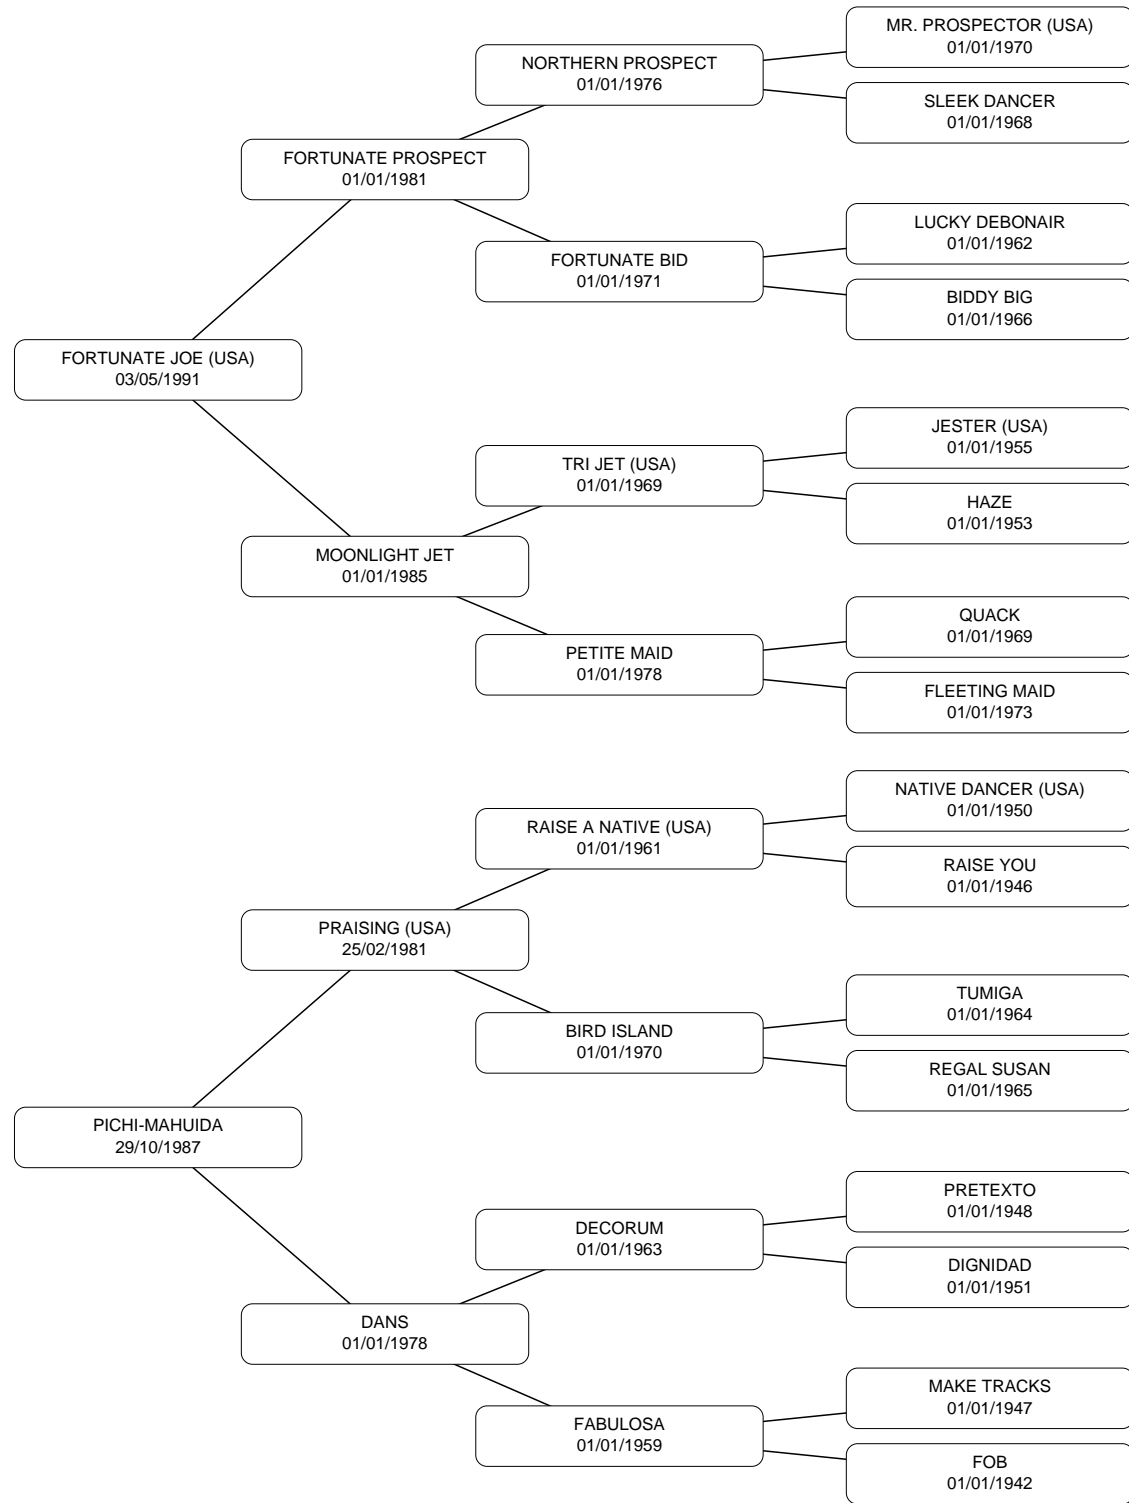 MR. PROSPECTOR (USA)
01/01/1970
NORTHERN PROSPECT
01/01/1976
SLEEK DANCER
01/01/1968
FORTUNATE PROSPECT
01/01/1981
LUCKY DEBONAIR
01/01/1962
FORTUNATE BID
01/01/1971
BIDDY BIG
01/01/1966
FORTUNATE JOE (USA)
03/05/1991
JESTER (USA)
01/01/1955
TRI JET (USA)
01/01/1969
HAZE
01/01/1953
MOONLIGHT JET
01/01/1985
QUACK
01/01/1969
PETITE MAID
01/01/1978
FLEETING MAID
01/01/1973
NATIVE DANCER (USA)
01/01/1950
RAISE A NATIVE (USA)
01/01/1961
RAISE YOU
01/01/1946
PRAISING (USA)
25/02/1981
TUMIGA
01/01/1964
BIRD ISLAND
01/01/1970
REGAL SUSAN
01/01/1965
PICHI-MAHUIDA
29/10/1987
PRETEXTO
01/01/1948
DECORUM
01/01/1963
DIGNIDAD
01/01/1951
DANS
01/01/1978
MAKE TRACKS
01/01/1947
FABULOSA
01/01/1959
FOB
01/01/1942